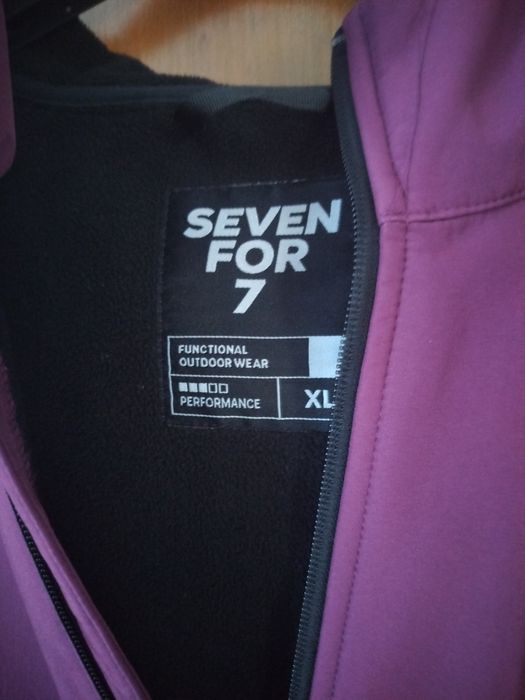 SEVEN
FOR
7
FUNCTIONAL
OUTDOOR WEAR
PERFORMANCE
XL